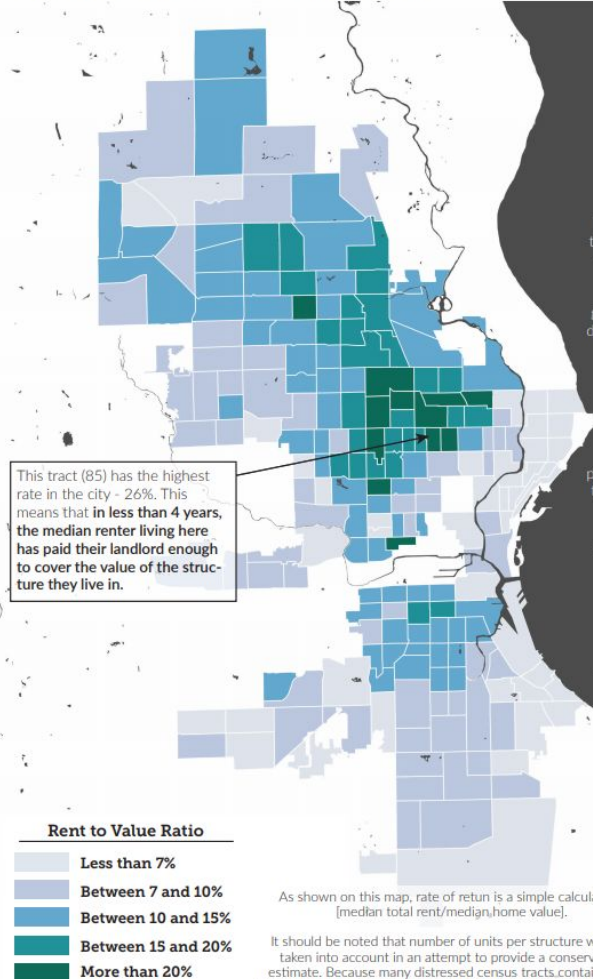 This tract (85) has the highest
rate in the city - 26%. This
means that in less than 4 years,
the median renter living here
has paid their landlord enough
to cover the value of the struc-
ture they live in.
Rent to Value Ratio
Less than 7%
Between 7 and 10%
Between 10 and 15%
Between 15 and 20%
More than 20%
As shown on this map, rate of retun is a simple calcula
[median total rent/median home value].
It should be noted that number of units per structure w
taken into account in an attempt to provide a conserv
estimate. Because many distressed census tracts contai